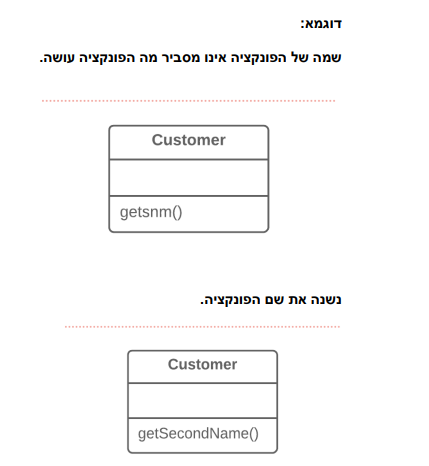 דוגמא:
שמה של הפונקציה אינו מסביר מה הפונקציה עושה.
Customer
getsnm()
נשנה את שם הפונקציה.
Customer
getSecondName()